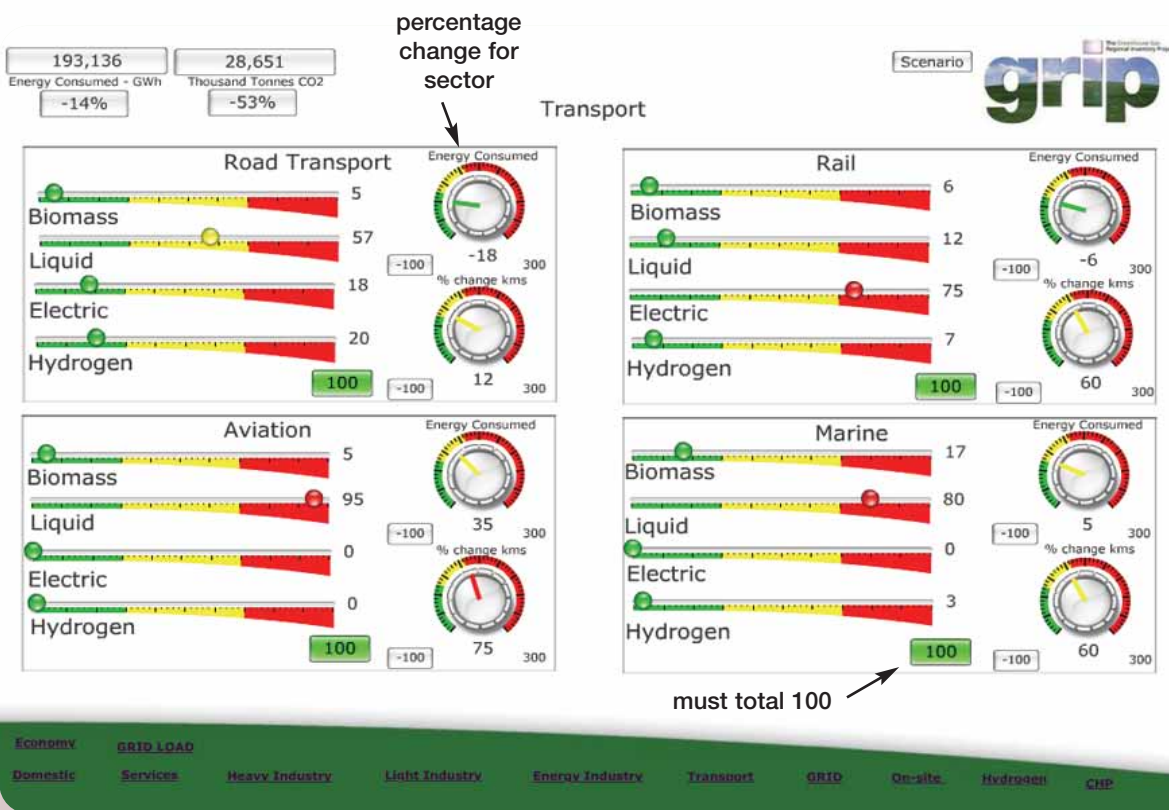 percentage
change for
sector
193,136
28,651
Energy Consumed - GWh
Thousand Tonnes CO2
-14%
-53%
Scenario
grip
Transport
Road Transport
Energy Consumed
5
Biomass
57
Liquid
-100
-18
300
% change kms
18
Electric
20
Hydrogen
100
-100
12
300
Rail
Energy Consumed
6
Biomass
12
Liquid
-100
-6
300
% change kms
75
Electric
7
Hydrogen
100
-100
60
300
Aviation
Energy Consumed
5
Biomass
95
Liquid
-100
35
300
% change kms
0
Electric
0
Hydrogen
100
-100
75
300
Marine
Energy Consumed
17
Biomass
80
Liquid
-100
5
300
% change kms
0
Electric
3
Hydrogen
100
-100
60
300
must total 100
Economy
GRID LOAD
Domestic
Services
Heavy Industry
Light Industry
Energy Industry
Transport
GRID
On-site
Hydrogen
CHP